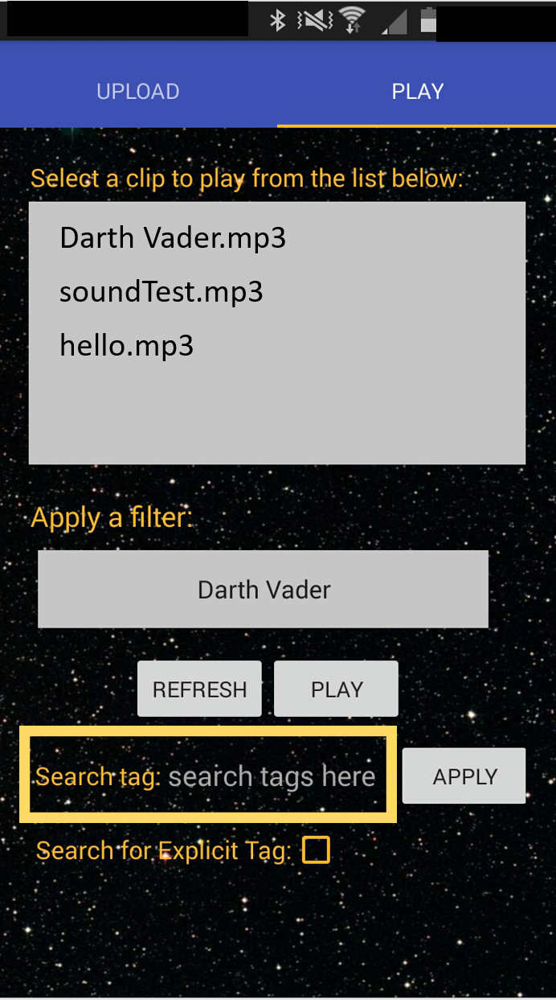 UPLOAD PLAY
Select a clip to play from the list below:
Darth Vader.mp3
soundTest.mp3
hello.mp3
Apply a filter:
Darth Vader
REFRESH PLAY
Search tag: search tags here APPLY
Search for Explicit Tag: